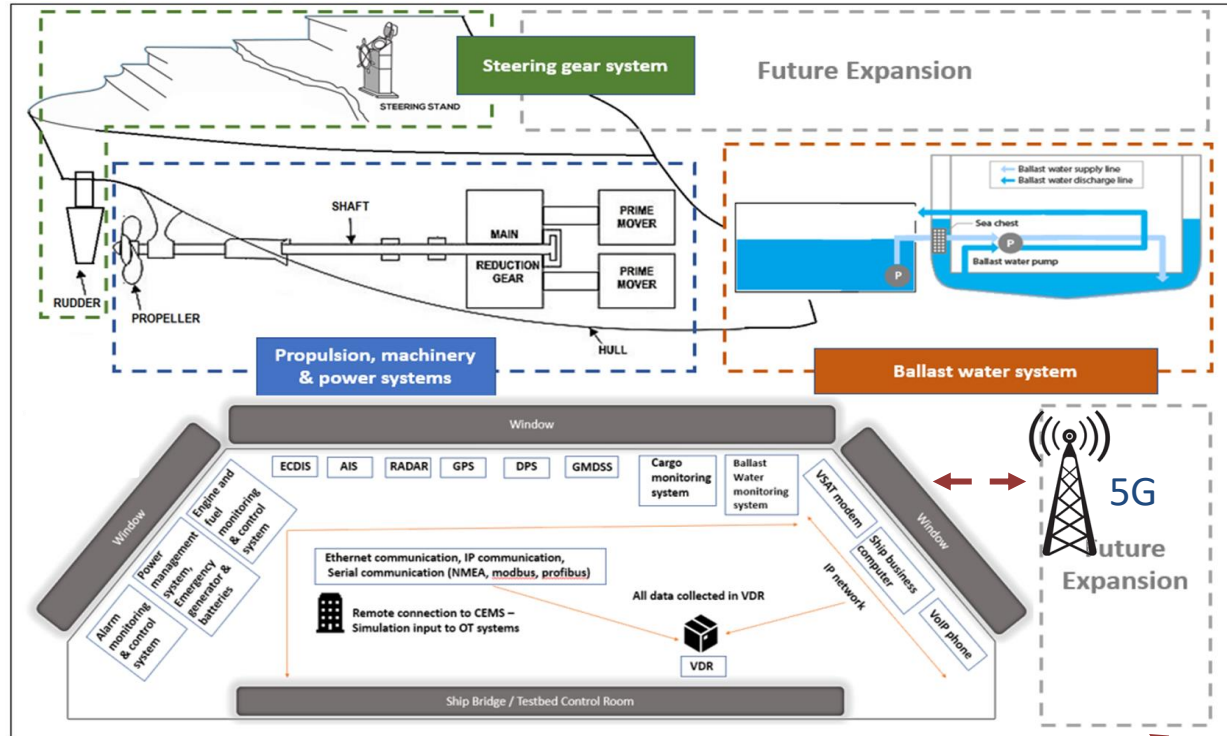 Steering gear system
Future Expansion
STEERING STAND
Ballast water supply line
Ballast water discharge line
Sea chest
P
P
Ballast water pump
SHAFT
MAIN
REDUCTION
GEAR
PRIME
MOVER
PRIME
MOVER
RUDDER
PROPELLER
HULL
Propulsion, machinery
& power systems
Ballast water system
Window
Window
Window
ECDIS
AIS
RADAR
GPS
DPS
GMDSS
Cargo
monitoring
system
Ballast
Water
monitoring
system
VSAT modem
Ship business
computer
VoIP phone
IP network
Engine and
fuel
monitoring
& control
system
Power
management
system,
Emergency
generator &
batteries
Alarm
monitoring
& control
system
Ethernet communication, IP communication,
Serial communication (NMEA, modbus, profibus)
Remote connection to CEMS –
Simulation input to OT systems
All data collected in VDR
VDR
Ship Bridge / Testbed Control Room
5G
Future
Expansion